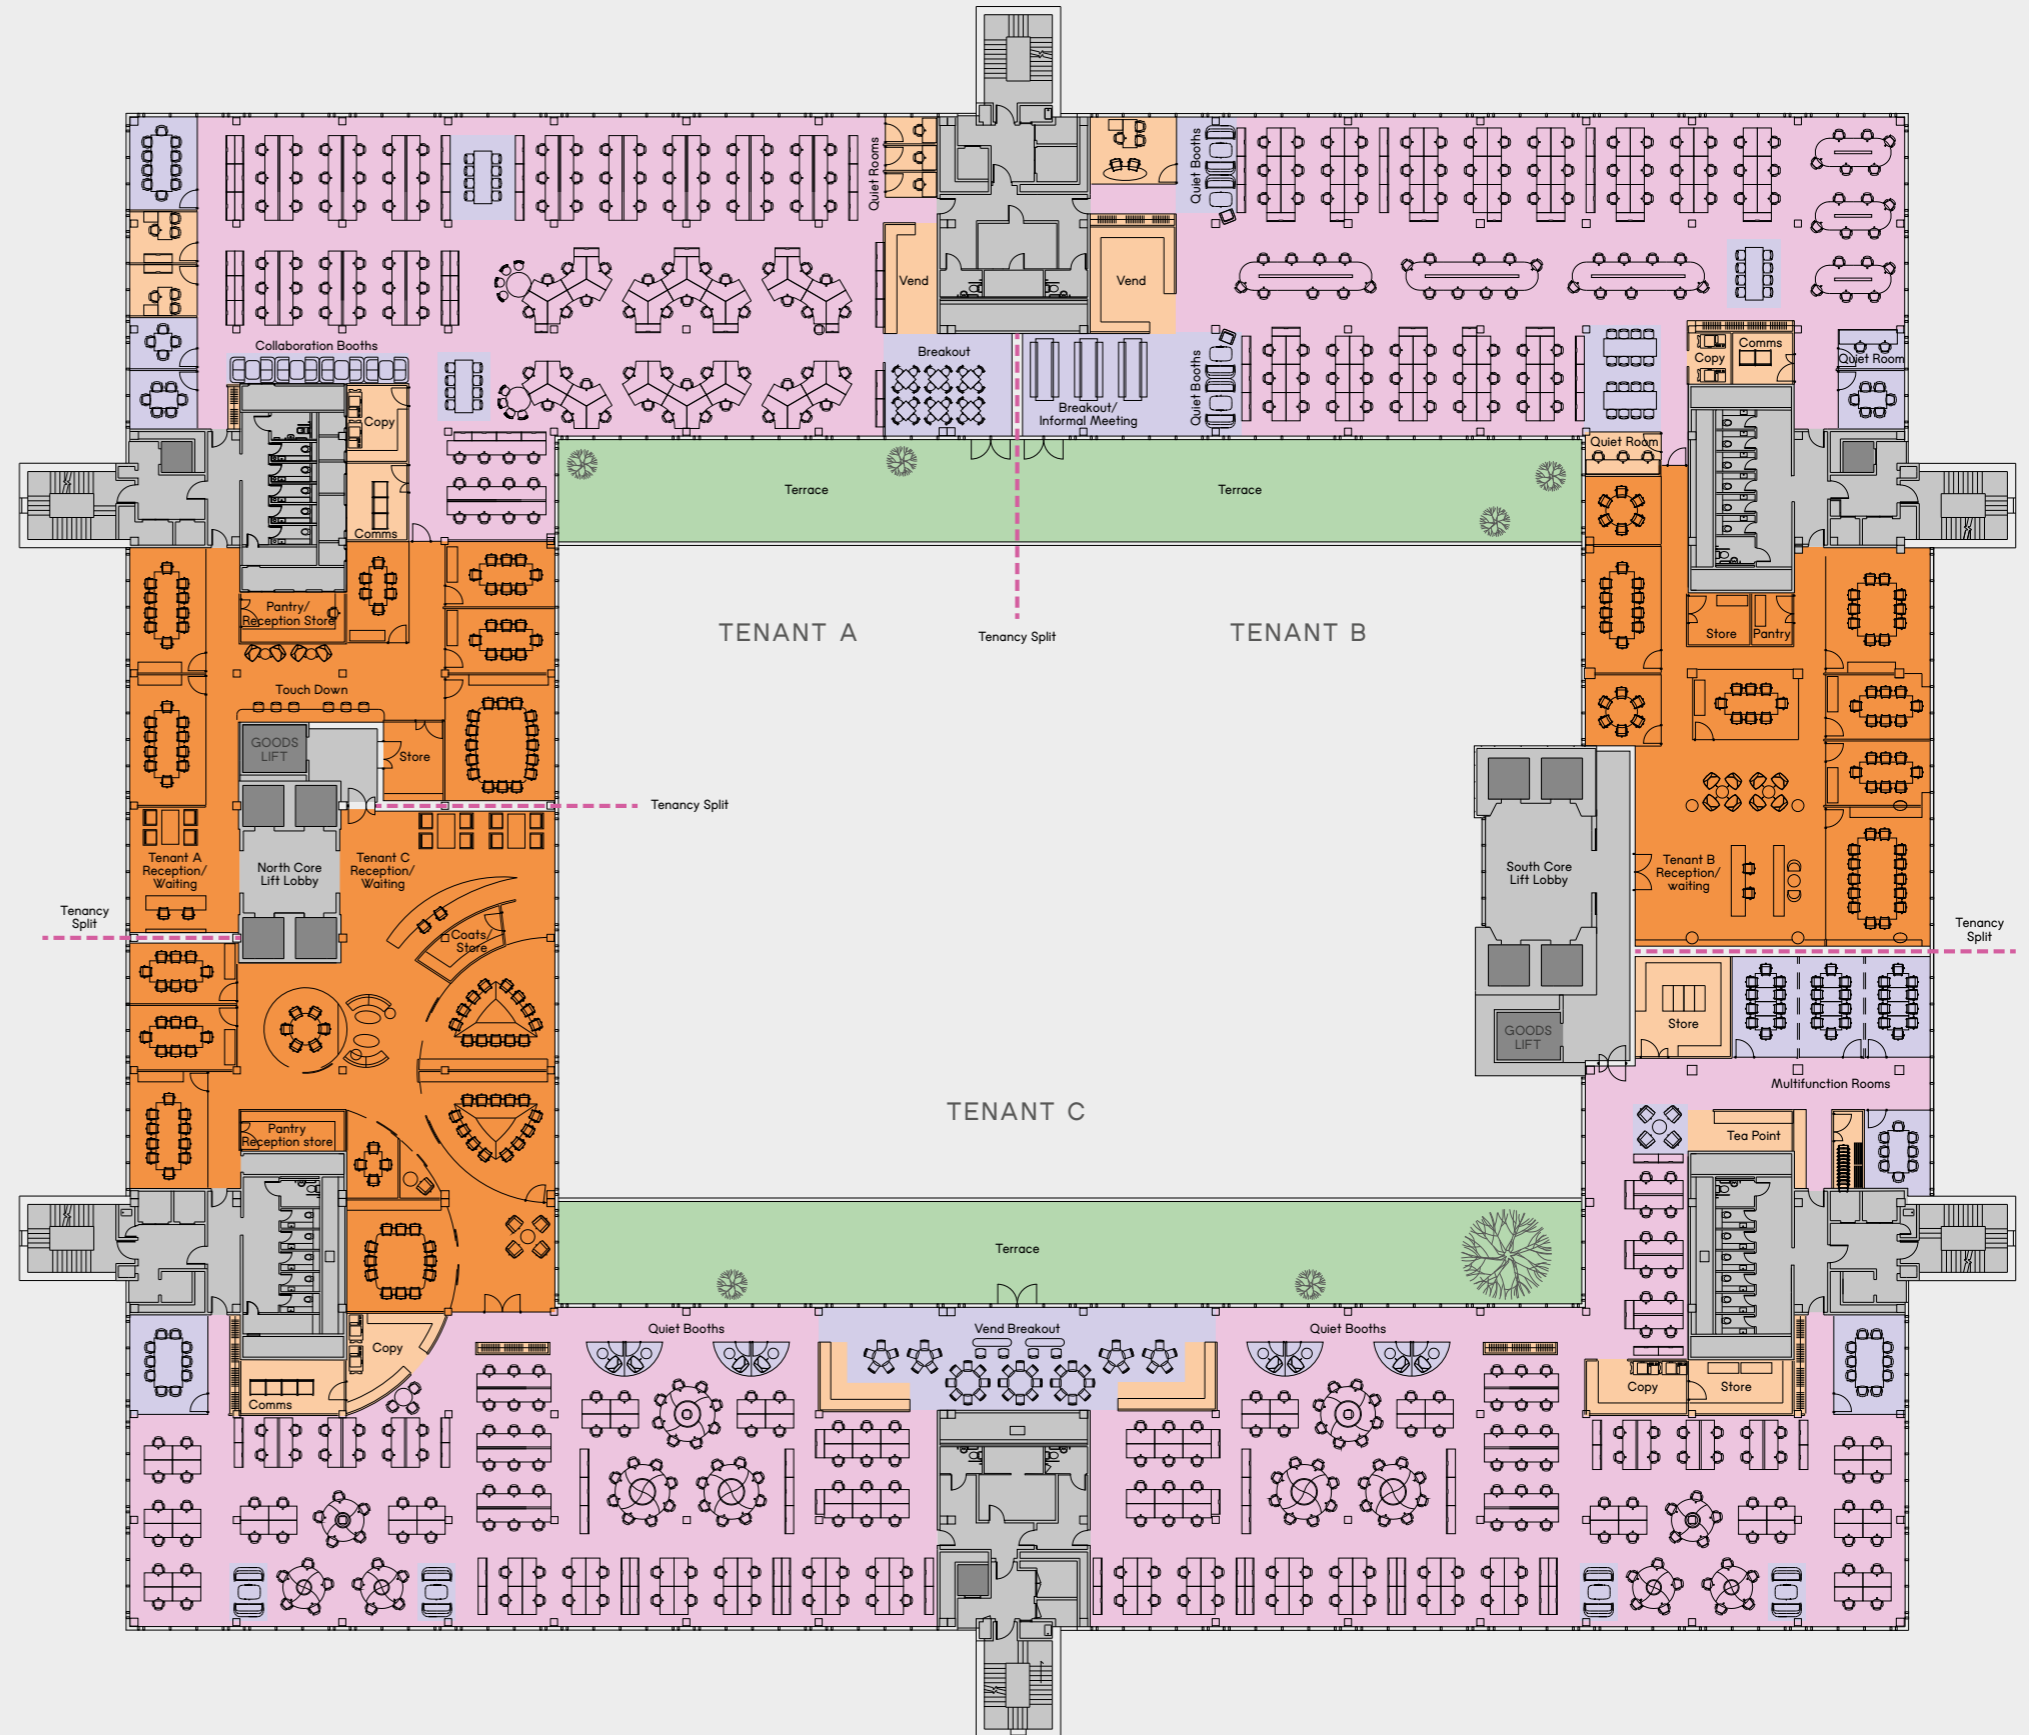 Quiet Rooms
Quiet Booths
Vend
Vend
Collaboration Booths
Breakout
Breakout/
Informal Meeting
Quiet Booths
Copy
Comms
Quiet Room
Copy
Comms
Quiet Room
Terrace
Terrace
Pantry/
Reception Store
Touch Down
GOODS
LIFT
Store
TENANT A
Tenancy Split
TENANT B
Store
Pantry
Tenancy Split
Tenant A
Reception/
Waiting
North Core
Lift Lobby
Tenant C
Reception/
Waiting
South Core
Lift Lobby
Tenant B
Reception/
waiting
Tenancy
Split
Coats/
Store
Tenancy
Split
Store
GOODS
LIFT
Multifunction Rooms
TENANT C
Pantry
Reception store
Tea Point
Terrace
Copy
Comms
Quiet Booths
Vend Breakout
Quiet Booths
Copy
Store